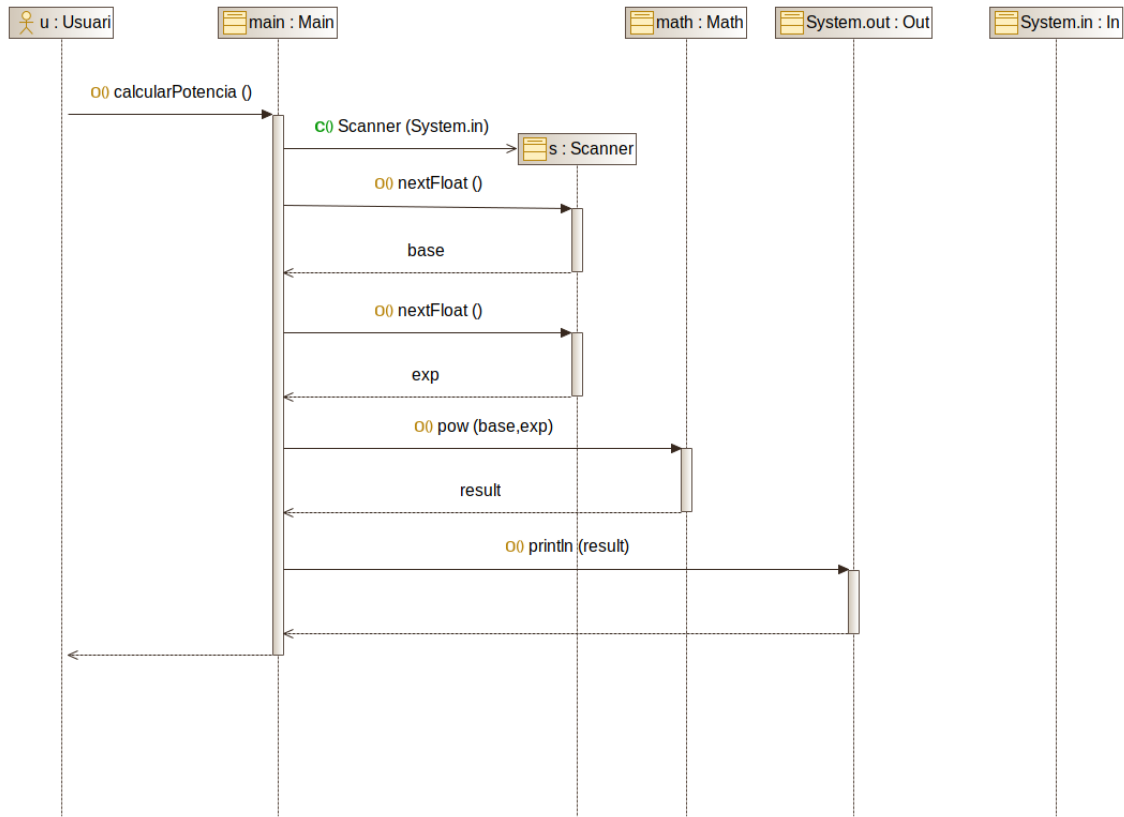 u : Usuari
main : Main
math : Math
System.out : Out
System.in : In
O() calcularPotencia ()
C() Scanner (System.in)
s : Scanner
O() nextFloat ()
base
O() nextFloat ()
exp
O() pow (base,exp)
result
O() println (result)